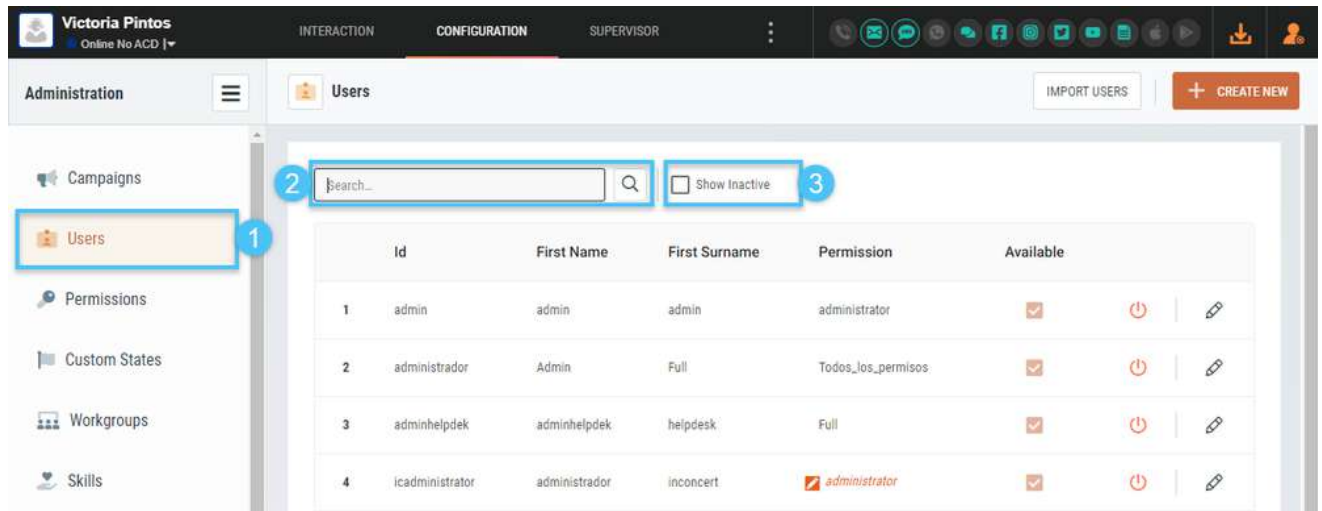 Victoria Pintos
Online No ACD
INTERACTION CONFIGURATION SUPERVISOR
Administration
Users
IMPORT USERS
+ CREATE NEW
Campaigns
Users
1
Permissions
Custom States
Workgroups
Skills
2
Search...
Show Inactive
3
Id First Name First Surname Permission Available
1 admin admin admin administrator
2 administrador Admin Full Todos_los_permisos
3 adminhelpdek adminhelpdek helpdesk Full
4 icadministrator administrador inconcert administrator